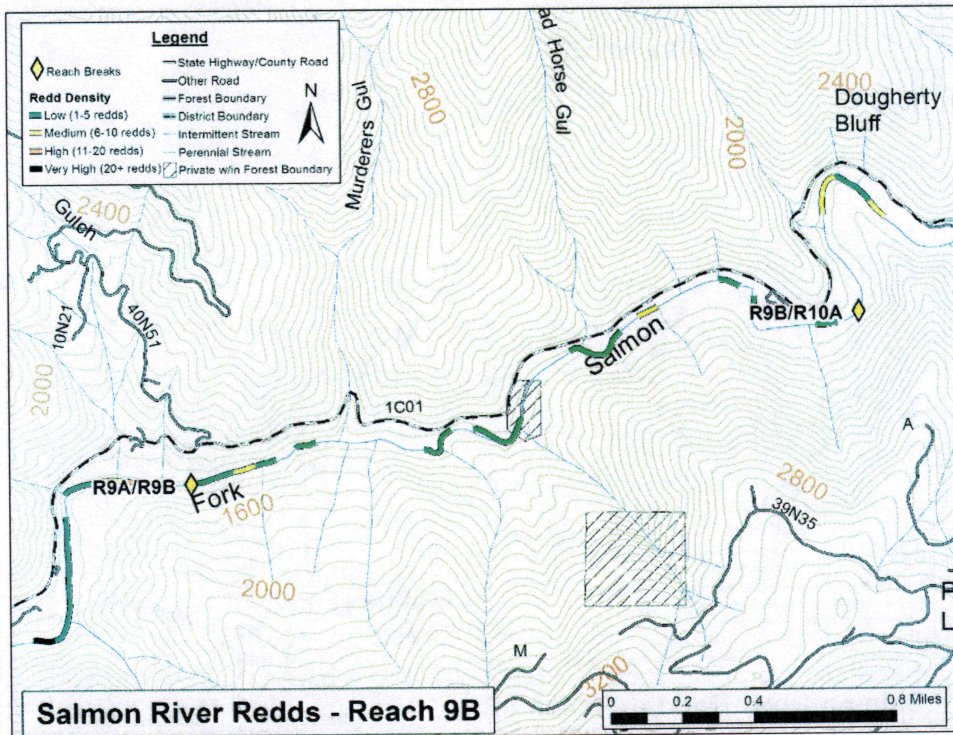 Legend
Reach Breaks
Redd Density
Low (1-5 redds)
Medium (6-10 redds)
High (11-20 redds)
Very High (20+ redds)
State Highway/County Road
Other Road
Forest Boundary
District Boundary
Intermittent Stream
Perennial Stream
Private w/in Forest Boundary
N
Murderers Gul
2800
ad Horse Gul
2000
2400
Dougherty
Bluff
2400
Gulch
10N21
40N51
2000
R9B/R10A
Salmon
1C01
A
R9A/R9B
Fork
1600
2800
39N35
2000
M
3200
L
Salmon River Redds - Reach 9B
0 0.2 0.4 0.8 Miles